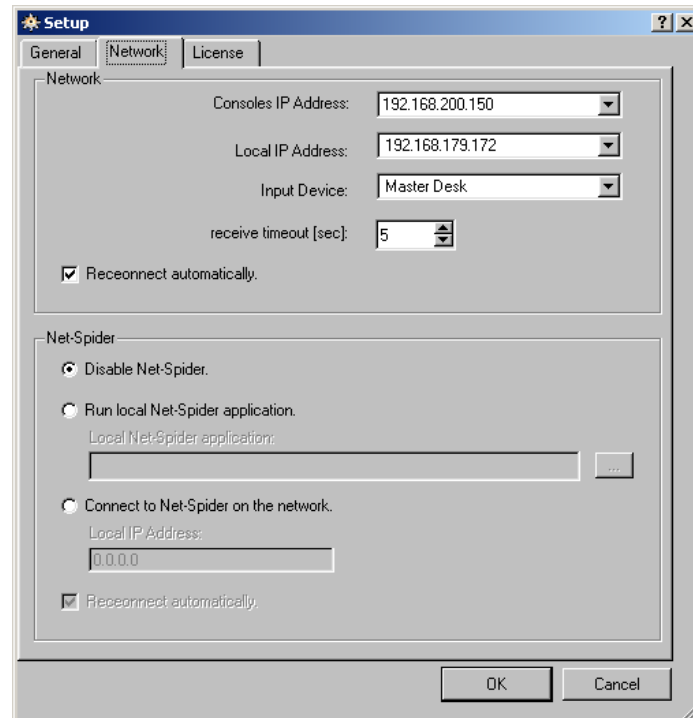 Setup
General Network License
Network
Consoles IP Address: 192.168.200.150
Local IP Address: 192.168.179.172
Input Device: Master Desk
receive timeout [sec]: 5
Receonnect automatically.
Net-Spider
Disable Net-Spider.
Run local Net-Spider application.
Local Net-Spider application:
...
Connect to Net-Spider on the network.
Local IP Address:
0.0.0.0
Receonnect automatically.
OK Cancel